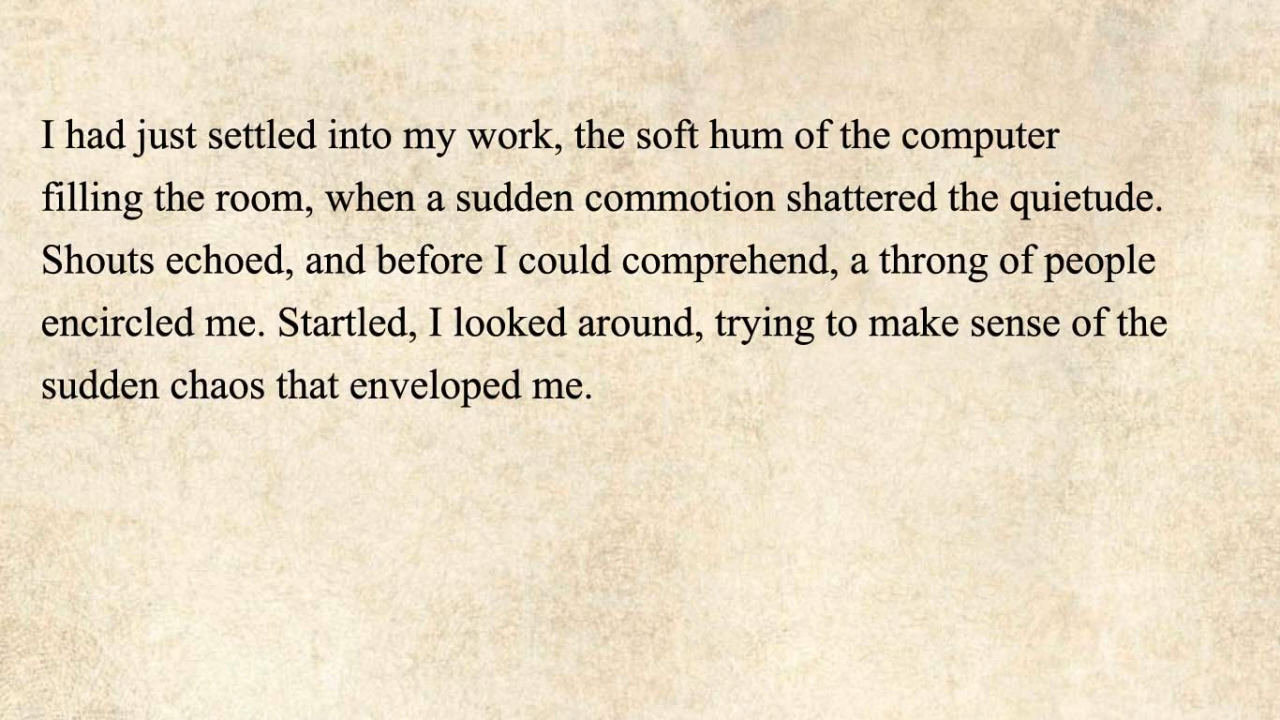 I had just settled into my work, the soft hum of the computer
filling the room, when a sudden commotion shattered the quietude.
Shouts echoed, and before I could comprehend, a throng of people
encircled me. Startled, I looked around, trying to make sense of the
sudden chaos that enveloped me.